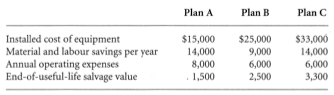 Plan A Plan B Plan C
Installed cost of equipment $15,000 $25,000 $33,000
Material and labour savings per year 14,000 9,000 14,000
Annual operating expenses 8,000 6,000 6,000
End-of-useful-life salvage value 1,500 2,500 3,300